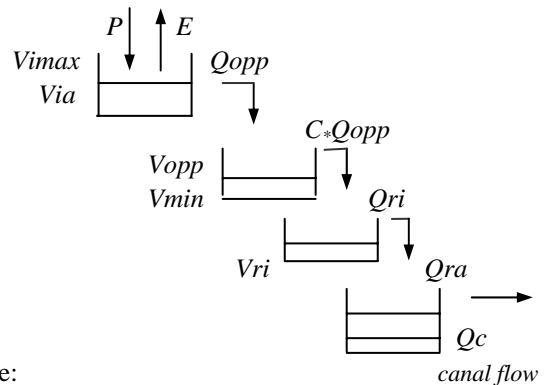 P E
Vimax Qopp
Via
C*Qopp
Vopp
Vmin Qri
Vri Qra
Qc
e: canal flow